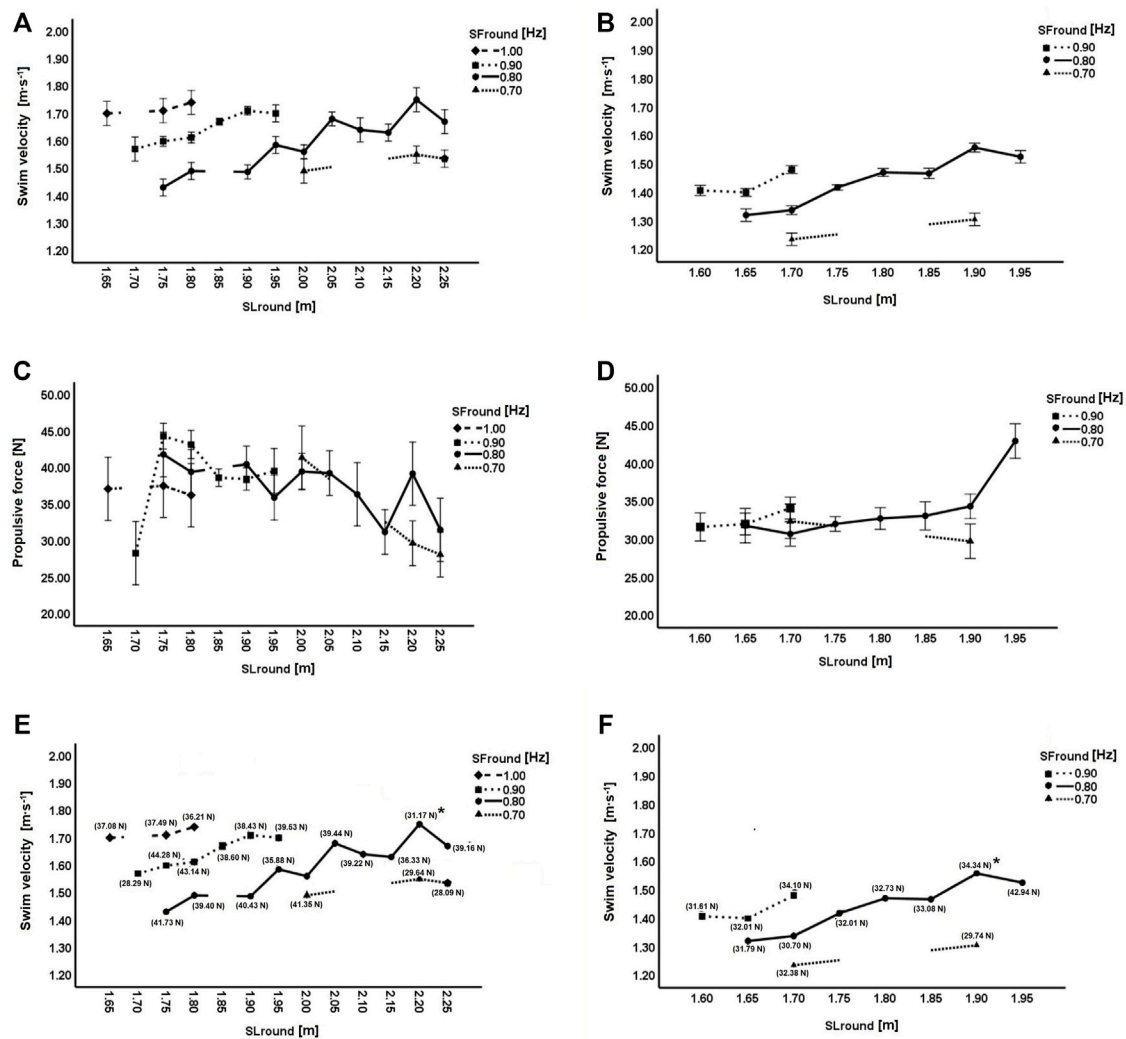 A
SFround [Hz]
1.00
0.90
0.80
0.70
Swim velocity [m·s⁻¹]
2.00
1.90
1.80
1.70
1.60
1.50
1.40
1.30
1.20
1.65 1.70 1.75 1.80 1.85 1.90 1.95 2.00 2.05 2.10 2.15 2.20 2.25
SLround [m]
B
SFround [Hz]
0.90
0.80
0.70
Swim velocity [m·s⁻¹]
2.00
1.90
1.80
1.70
1.60
1.50
1.40
1.30
1.20
1.60 1.65 1.70 1.75 1.80 1.85 1.90 1.95
SLround [m]
C
SFround [Hz]
1.00
0.90
0.80
0.70
Propulsive force [N]
50.00
45.00
40.00
35.00
30.00
25.00
20.00
1.65 1.70 1.75 1.80 1.85 1.90 1.95 2.00 2.05 2.10 2.15 2.20 2.25
SLround [m]
D
SFround [Hz]
0.90
0.80
0.70
Propulsive force [N]
50.00
45.00
40.00
35.00
30.00
25.00
20.00
1.60 1.65 1.70 1.75 1.80 1.85 1.90 1.95
SLround [m]
E
SFround [Hz]
1.00
0.90
0.80
0.70
Swim velocity [m·s⁻¹]
2.00
1.90
1.80
1.70
1.60
1.50
1.40
1.30
1.20
(37.08 N) (37.49 N) (36.21 N)
(28.29 N) (44.28 N) (43.14 N) (38.60 N) (38.43 N) (39.53 N)
(41.73 N) (39.40 N) (40.43 N) (35.88 N) (39.44 N) (39.22 N) (36.33 N) (31.17 N) * (39.16 N)
(41.35 N) (29.64 N) (28.09 N)
1.65 1.70 1.75 1.80 1.85 1.90 1.95 2.00 2.05 2.10 2.15 2.20 2.25
SLround [m]
F
SFround [Hz]
0.90
0.80
0.70
Swim velocity [m·s⁻¹]
2.00
1.90
1.80
1.70
1.60
1.50
1.40
1.30
1.20
(31.61 N) (32.01 N) (34.10 N)
(31.79 N) (30.70 N) (32.01 N) (32.73 N) (33.08 N) (34.34 N) * (42.94 N)
(32.38 N) (29.74 N)
1.60 1.65 1.70 1.75 1.80 1.85 1.90 1.95
SLround [m]